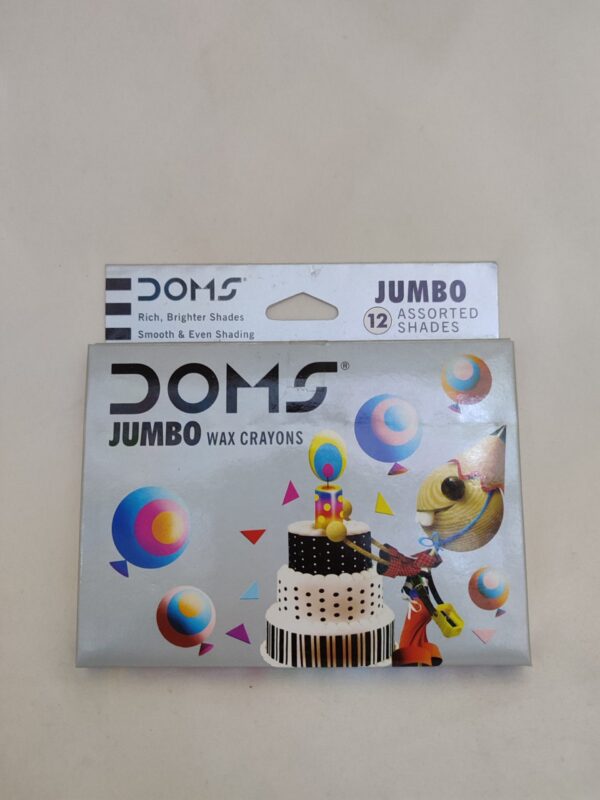 DOMS
Rich, Brighter Shades
Smooth & Even Shading
JUMBO
12 ASSORTED
SHADES
DOMS®
JUMBO WAX CRAYONS